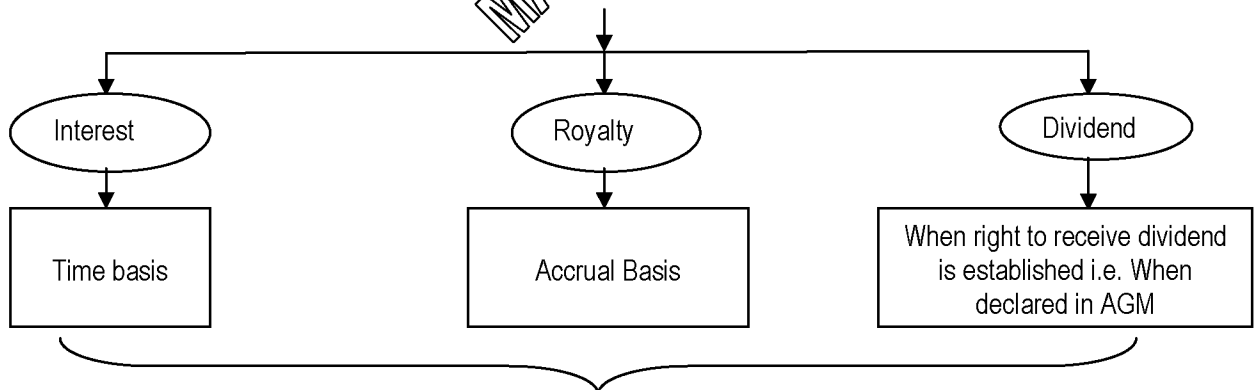 Interest
Royalty
Dividend
Time basis
Accrual Basis
When right to receive dividend
is established i.e. When
declared in AGM